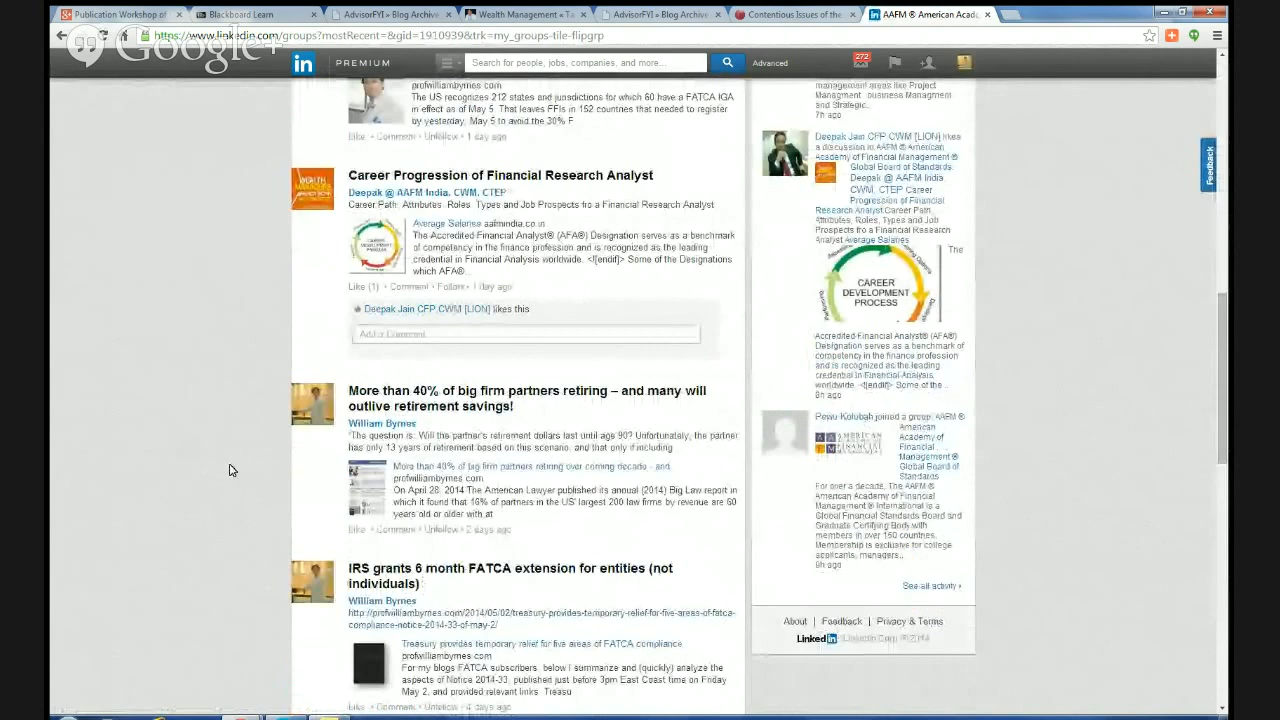 Publication Workshop of
Blackboard Learn
AdvisorFYI » Blog Archive
Wealth Management « Ta
AdvisorFYI » Blog Archive
Contentious Issues of the
AAFM ® American Acad
Google+
https://www.linkedin.com/groups?mostRecent=&gid=1910939&trk=my_groups-tile-flipgrp
in PREMIUM
Search for people, jobs, companies, and more...
Advanced
272
profwilliambyrnes.com
The US recognizes 212 states and jurisdictions for which 60 have a FATCA IGA
in effect as of May 5. That leaves FFIs in 152 countries that needed to register
by yesterday, May 5 to avoid the 30% F
Like • Comment • Unfollow • 1 day ago
Career Progression of Financial Research Analyst
Deepak @ AAFM India, CWM, CTEP
Career Path: Attributes, Roles, Types and Job Prospects fro a Financial Research Analyst
CAREER
DEVELOPMENT
PROCESS
Average Salaries aafmindia.co.in
The Accredited Financial Analyst® (AFA®) Designation serves as a benchmark
of competency in the finance profession and is recognized as the leading
credential in Financial Analysis worldwide. <![endif]> Some of the Designations
which AFA®...
Like (1) • Comment • Follow • 1 day ago
Deepak Jain CFP,CWM [LION] likes this
Add a comment...
More than 40% of big firm partners retiring – and many will
outlive retirement savings!
William Byrnes
"The question is: Will the partner's retirement dollars last until age 90? Unfortunately, the partner
has only 13 years of retirement based on this scenario, and that only if including
More than 40% of big firm partners retiring over coming decade - and
profwilliambyrnes.com
On April 28, 2014 The American Lawyer published its annual (2014) Big Law report in
which it found that 16% of partners in the US' largest 200 law firms by revenue are 60
years old or older with at
Like • Comment • Unfollow • 2 days ago
IRS grants 6 month FATCA extension for entities (not
individuals)
William Byrnes
http://profwilliambyrnes.com/2014/05/02/treasury-provides-temporary-relief-for-five-areas-of-fatca-
compliance-notice-2014-33-of-may-2/
Treasury provides temporary relief for five areas of FATCA compliance
profwilliambyrnes.com
For my blogs FATCA subscribers, below I summarize and (quickly) analyze the
aspects of Notice 2014-33, published just before 3pm East Coast time on Friday
May 2, and provided relevant links. Treasu
Like • Comment • Unfollow • 4 days ago
management areas like Project
Managment , business Managment
and Strategic..
7h ago
Deepak Jain CFP,CWM [LION] likes
a discussion in AAFM ® American
Academy of Financial Management ®
Global Board of Standards.
Deepak @ AAFM India,
CWM, CTEP Career
Progression of Financial
Research Analyst Career Path:
Attributes, Roles, Types and Job
Prospects fro a Financial Research
Analyst Average Salaries
The
CAREER
DEVELOPMENT
PROCESS
Accredited Financial Analyst® (AFA®)
Designation serves as a benchmark of
competency in the finance profession
and is recognized as the leading
credential in Financial Analysis
worldwide. <![endif]> Some of the...
8h ago
Pewu Kolubah joined a group: AAFM ®
American
Academy of
Financial
Management ®
Global Board of
Standards
For over a decade, The AAFM ®
American Academy of Financial
Management ® International is a
Global Financial Standards Board and
Graduate Certifying Body with
members in over 150 countries.
Membership is exclusive for college
applicants, managers...
8h ago
See all activity ›
About | Feedback | Privacy & Terms
Linked in LinkedIn Corp. © 2014
Feedback